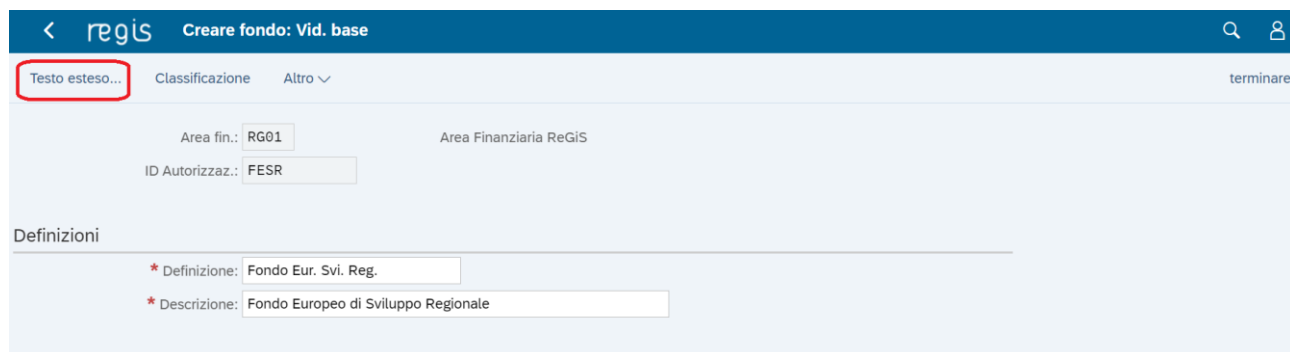 regis Creare fondo: Vid. base
Testo esteso... Classificazione Altro terminare
Area fin.: RG01 Area Finanziaria ReGiS
ID Autorizzaz.: FESR
Definizioni
* Definizione: Fondo Eur. Svi. Reg.
* Descrizione: Fondo Europeo di Sviluppo Regionale